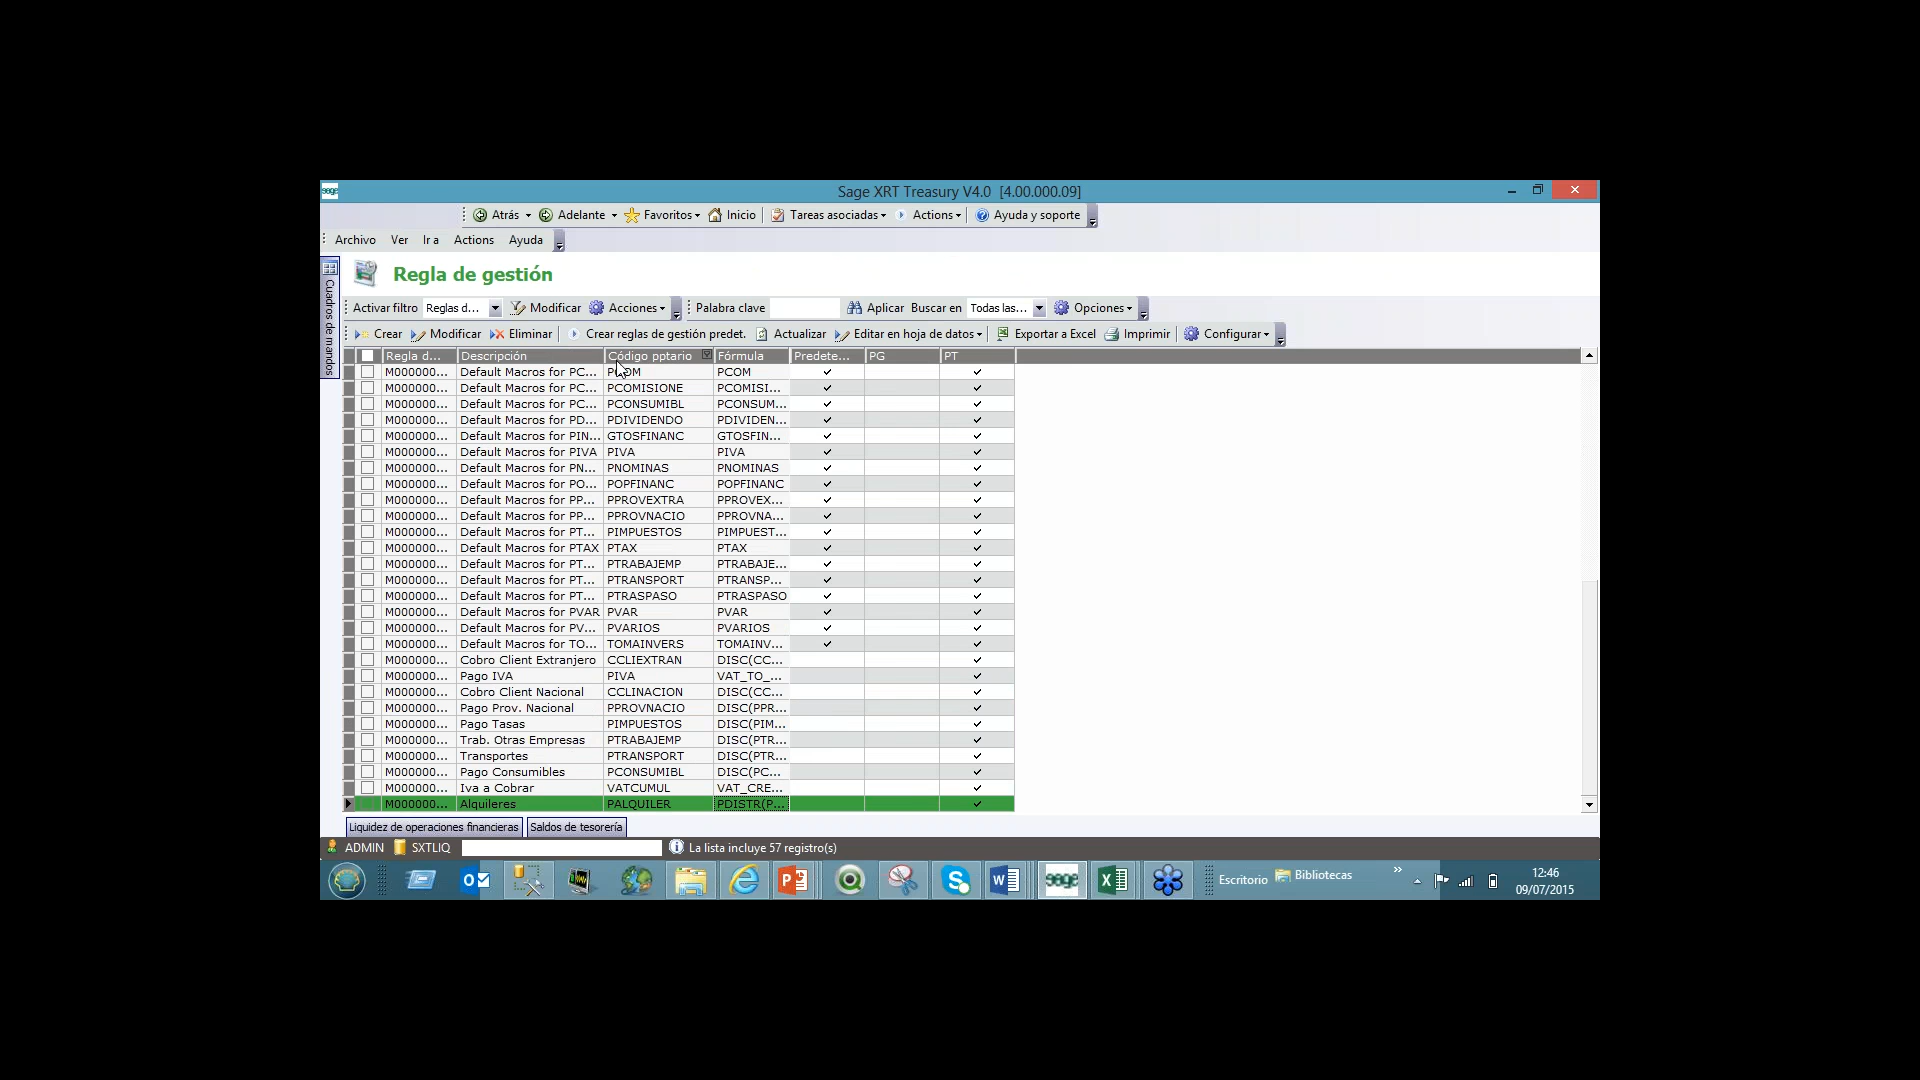 sage
Sage XRT Treasury V4.0 [4.00.000.09]
Atrás Adelante Favoritos Inicio Tareas asociadas Actions Ayuda y soporte
Archivo Ver Ir a Actions Ayuda
Cuadros de mandos
Regla de gestión
Activar filtro Reglas d... Modificar Acciones Palabra clave Aplicar Buscar en Todas las... Opciones
Crear Modificar Eliminar Crear reglas de gestión predet. Actualizar Editar en hoja de datos Exportar a Excel Imprimir Configurar
Regla d... Descripción Código pptario Fórmula Predete... PG PT
M000000... Default Macros for PC... PCOM PCOM
M000000... Default Macros for PC... PCOMISIONE PCOMISI...
M000000... Default Macros for PC... PCONSUMIBL PCONSUM...
M000000... Default Macros for PD... PDIVIDENDO PDIVIDEN...
M000000... Default Macros for PIN... GTOSFINANC GTOSFIN...
M000000... Default Macros for PIVA PIVA PIVA
M000000... Default Macros for PN... PNOMINAS PNOMINAS
M000000... Default Macros for PO... POPFINANC POPFINANC
M000000... Default Macros for PP... PPROVEXTRA PPROVEX...
M000000... Default Macros for PP... PPROVNACIO PPROVNA...
M000000... Default Macros for PT... PIMPUESTOS PIMPUEST...
M000000... Default Macros for PTAX PTAX PTAX
M000000... Default Macros for PT... PTRABAJEMP PTRABAJE...
M000000... Default Macros for PT... PTRANSPORT PTRANSP...
M000000... Default Macros for PT... PTRASPASO PTRASPASO
M000000... Default Macros for PVAR PVAR PVAR
M000000... Default Macros for PV... PVARIOS PVARIOS
M000000... Default Macros for TO... TOMAINVERS TOMAINV...
M000000... Cobro Client Extranjero CCLIEXTRAN DISC(CC...
M000000... Pago IVA PIVA VAT_TO_...
M000000... Cobro Client Nacional CCLINACION DISC(CC...
M000000... Pago Prov. Nacional PPROVNACIO DISC(PPR...
M000000... Pago Tasas PIMPUESTOS DISC(PIM...
M000000... Trab. Otras Empresas PTRABAJEMP DISC(PTR...
M000000... Transportes PTRANSPORT DISC(PTR...
M000000... Pago Consumibles PCONSUMIBL DISC(PC...
M000000... Iva a Cobrar VATCUMUL VAT_CRE...
M000000... Alquileres PALQUILER PDISTR(P...
Liquidez de operaciones financieras Saldos de tesorería
ADMIN SXTLIQ La lista incluye 57 registro(s)
sage Escritorio Bibliotecas » 12:46
09/07/2015